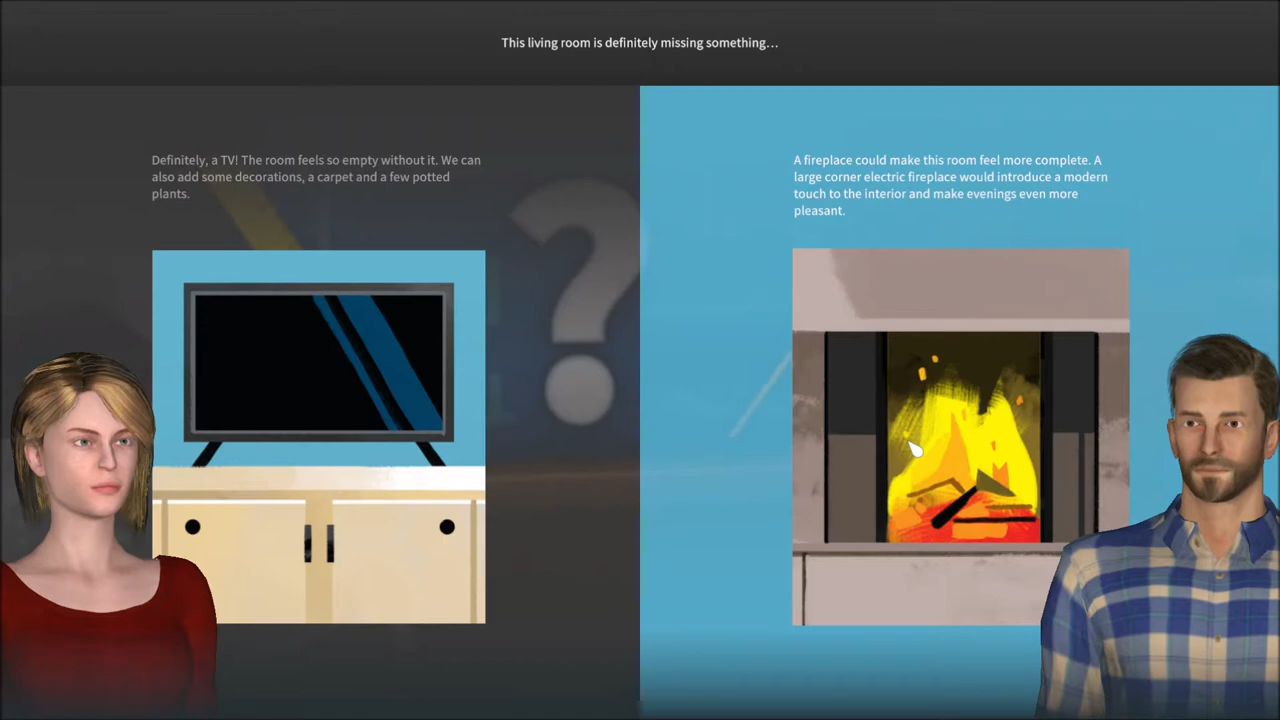 This living room is definitely missing something...
Definitely, a TV! The room feels so empty without it. We can
also add some decorations, a carpet and a few potted
plants.
A fireplace could make this room feel more complete. A
large corner electric fireplace would introduce a modern
touch to the interior and make evenings even more
pleasant.
?